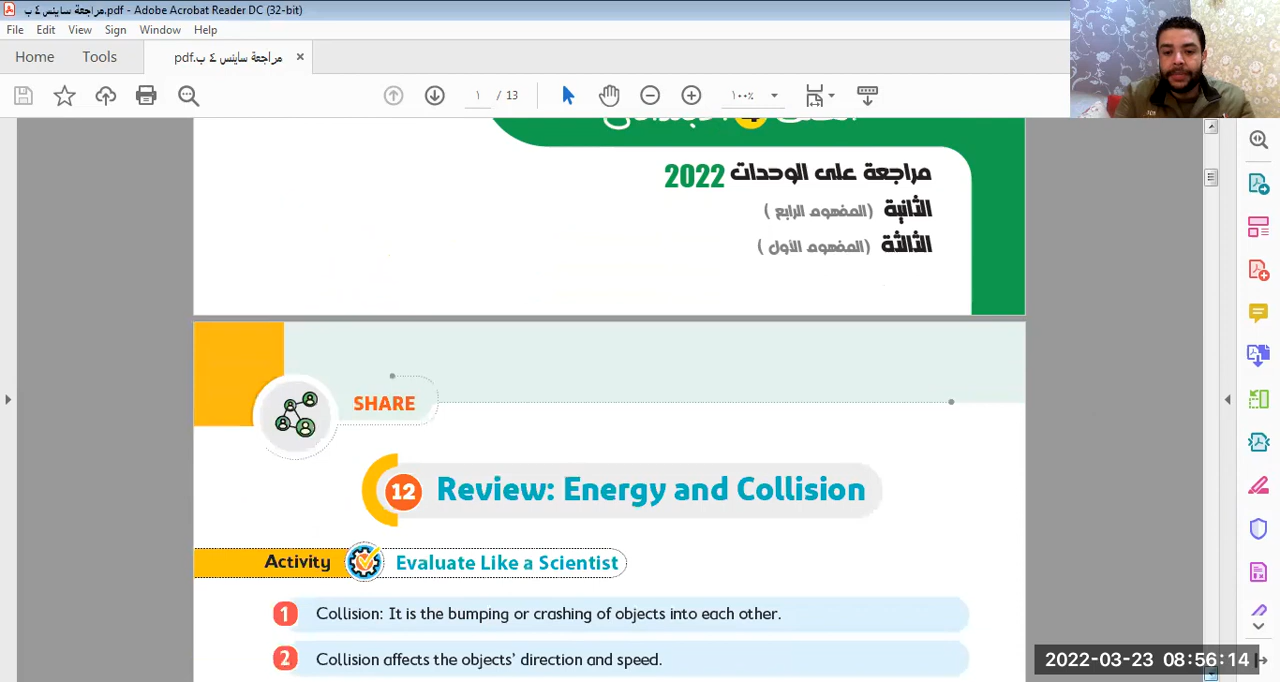 مراجعة ساينس ٤ ب.pdf - Adobe Acrobat Reader DC (32-bit)
File Edit View Sign Window Help
Home Tools مراجعة ساينس ٤ ب.pdf ×
١ / 13 ١٠٠%
مراجعة على الوحدات 2022
الثانية (المفهوم الرابع)
الثالثة (المفهوم الأول)
SHARE
12 Review: Energy and Collision
Activity Evaluate Like a Scientist
1 Collision: It is the bumping or crashing of objects into each other.
2 Collision affects the objects' direction and speed.
2022-03-23 08:56:14